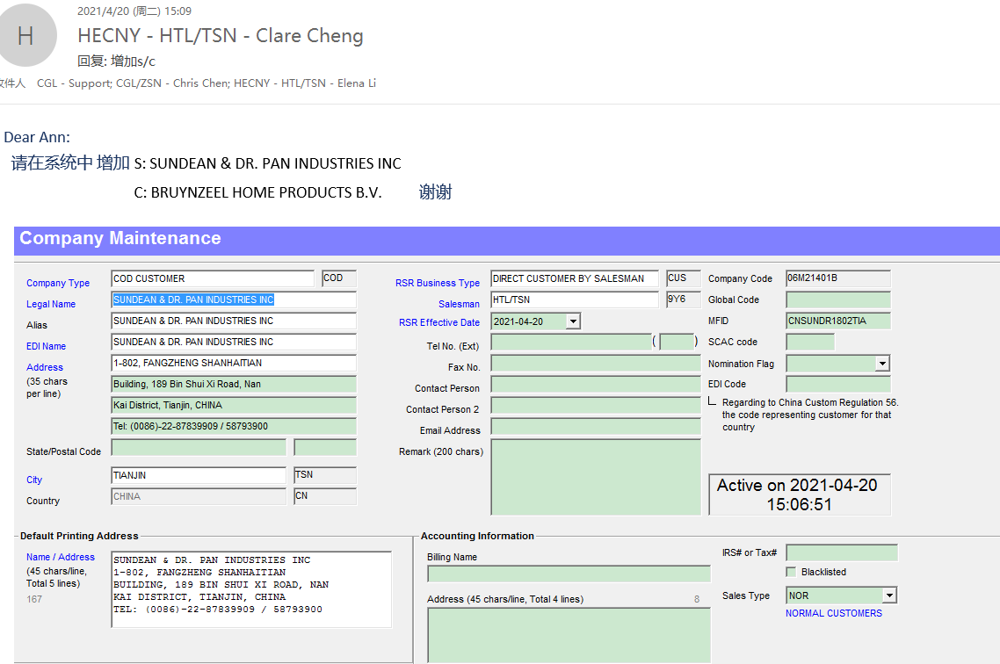 2021/4/20 (周二) 15:09
H
HECNY - HTL/TSN - Clare Cheng
回复: 增加s/c
收件人 CGL - Support; CGL/ZSN - Chris Chen; HECNY - HTL/TSN - Elena Li
Dear Ann:
请在系统中 增加 S: SUNDEAN & DR. PAN INDUSTRIES INC
C: BRUYNZEEL HOME PRODUCTS B.V. 谢谢
Company Maintenance
Company Type COD CUSTOMER COD
Legal Name SUNDEAN & DR. PAN INDUSTRIES INC
Alias SUNDEAN & DR. PAN INDUSTRIES INC
EDI Name SUNDEAN & DR. PAN INDUSTRIES INC
Address 1-802, FANGZHENG SHANHAITIAN
(35 chars Building, 189 Bin Shui Xi Road, Nan
per line)
Kai District, Tianjin, CHINA
Tel: (0086)-22-87839909 / 58793900
State/Postal Code
City TIANJIN TSN
Country CHINA CN
RSR Business Type DIRECT CUSTOMER BY SALESMAN CUS
Salesman HTL/TSN 9Y6
RSR Effective Date 2021-04-20
Tel No. (Ext) ( )
Fax No.
Contact Person
Contact Person 2
Email Address
Remark (200 chars)
Company Code 06M21401B
Global Code
MFID CNSUNDR1802TIA
SCAC code
Nomination Flag
EDI Code
Regarding to China Custom Regulation 56.
the code representing customer for that
country
Active on 2021-04-20
15:06:51
Default Printing Address
Name / Address
(45 chars/line,
Total 5 lines)
167
SUNDEAN & DR. PAN INDUSTRIES INC
1-802, FANGZHENG SHANHAITIAN
BUILDING, 189 BIN SHUI XI ROAD, NAN
KAI DISTRICT, TIANJIN, CHINA
TEL: (0086)-22-87839909 / 58793900
Accounting Information
Billing Name
Address (45 chars/line, Total 4 lines) 8
IRS# or Tax#
Blacklisted
Sales Type NOR
NORMAL CUSTOMERS